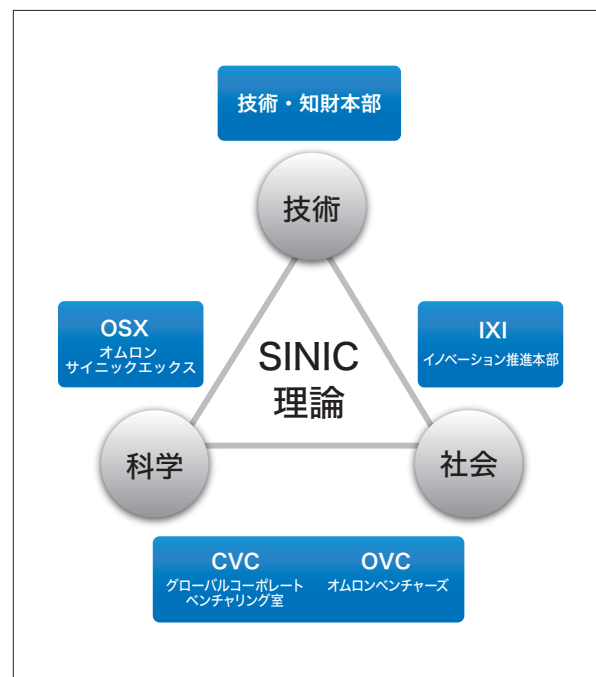 技術・知財本部
技術
OSX
オムロン
サイニックエックス
IXI
イノベーション推進本部
SINIC
理論
科学
社会
CVC
グローバルコーポレート
ベンチャリング室
OVC
オムロンベンチャーズ